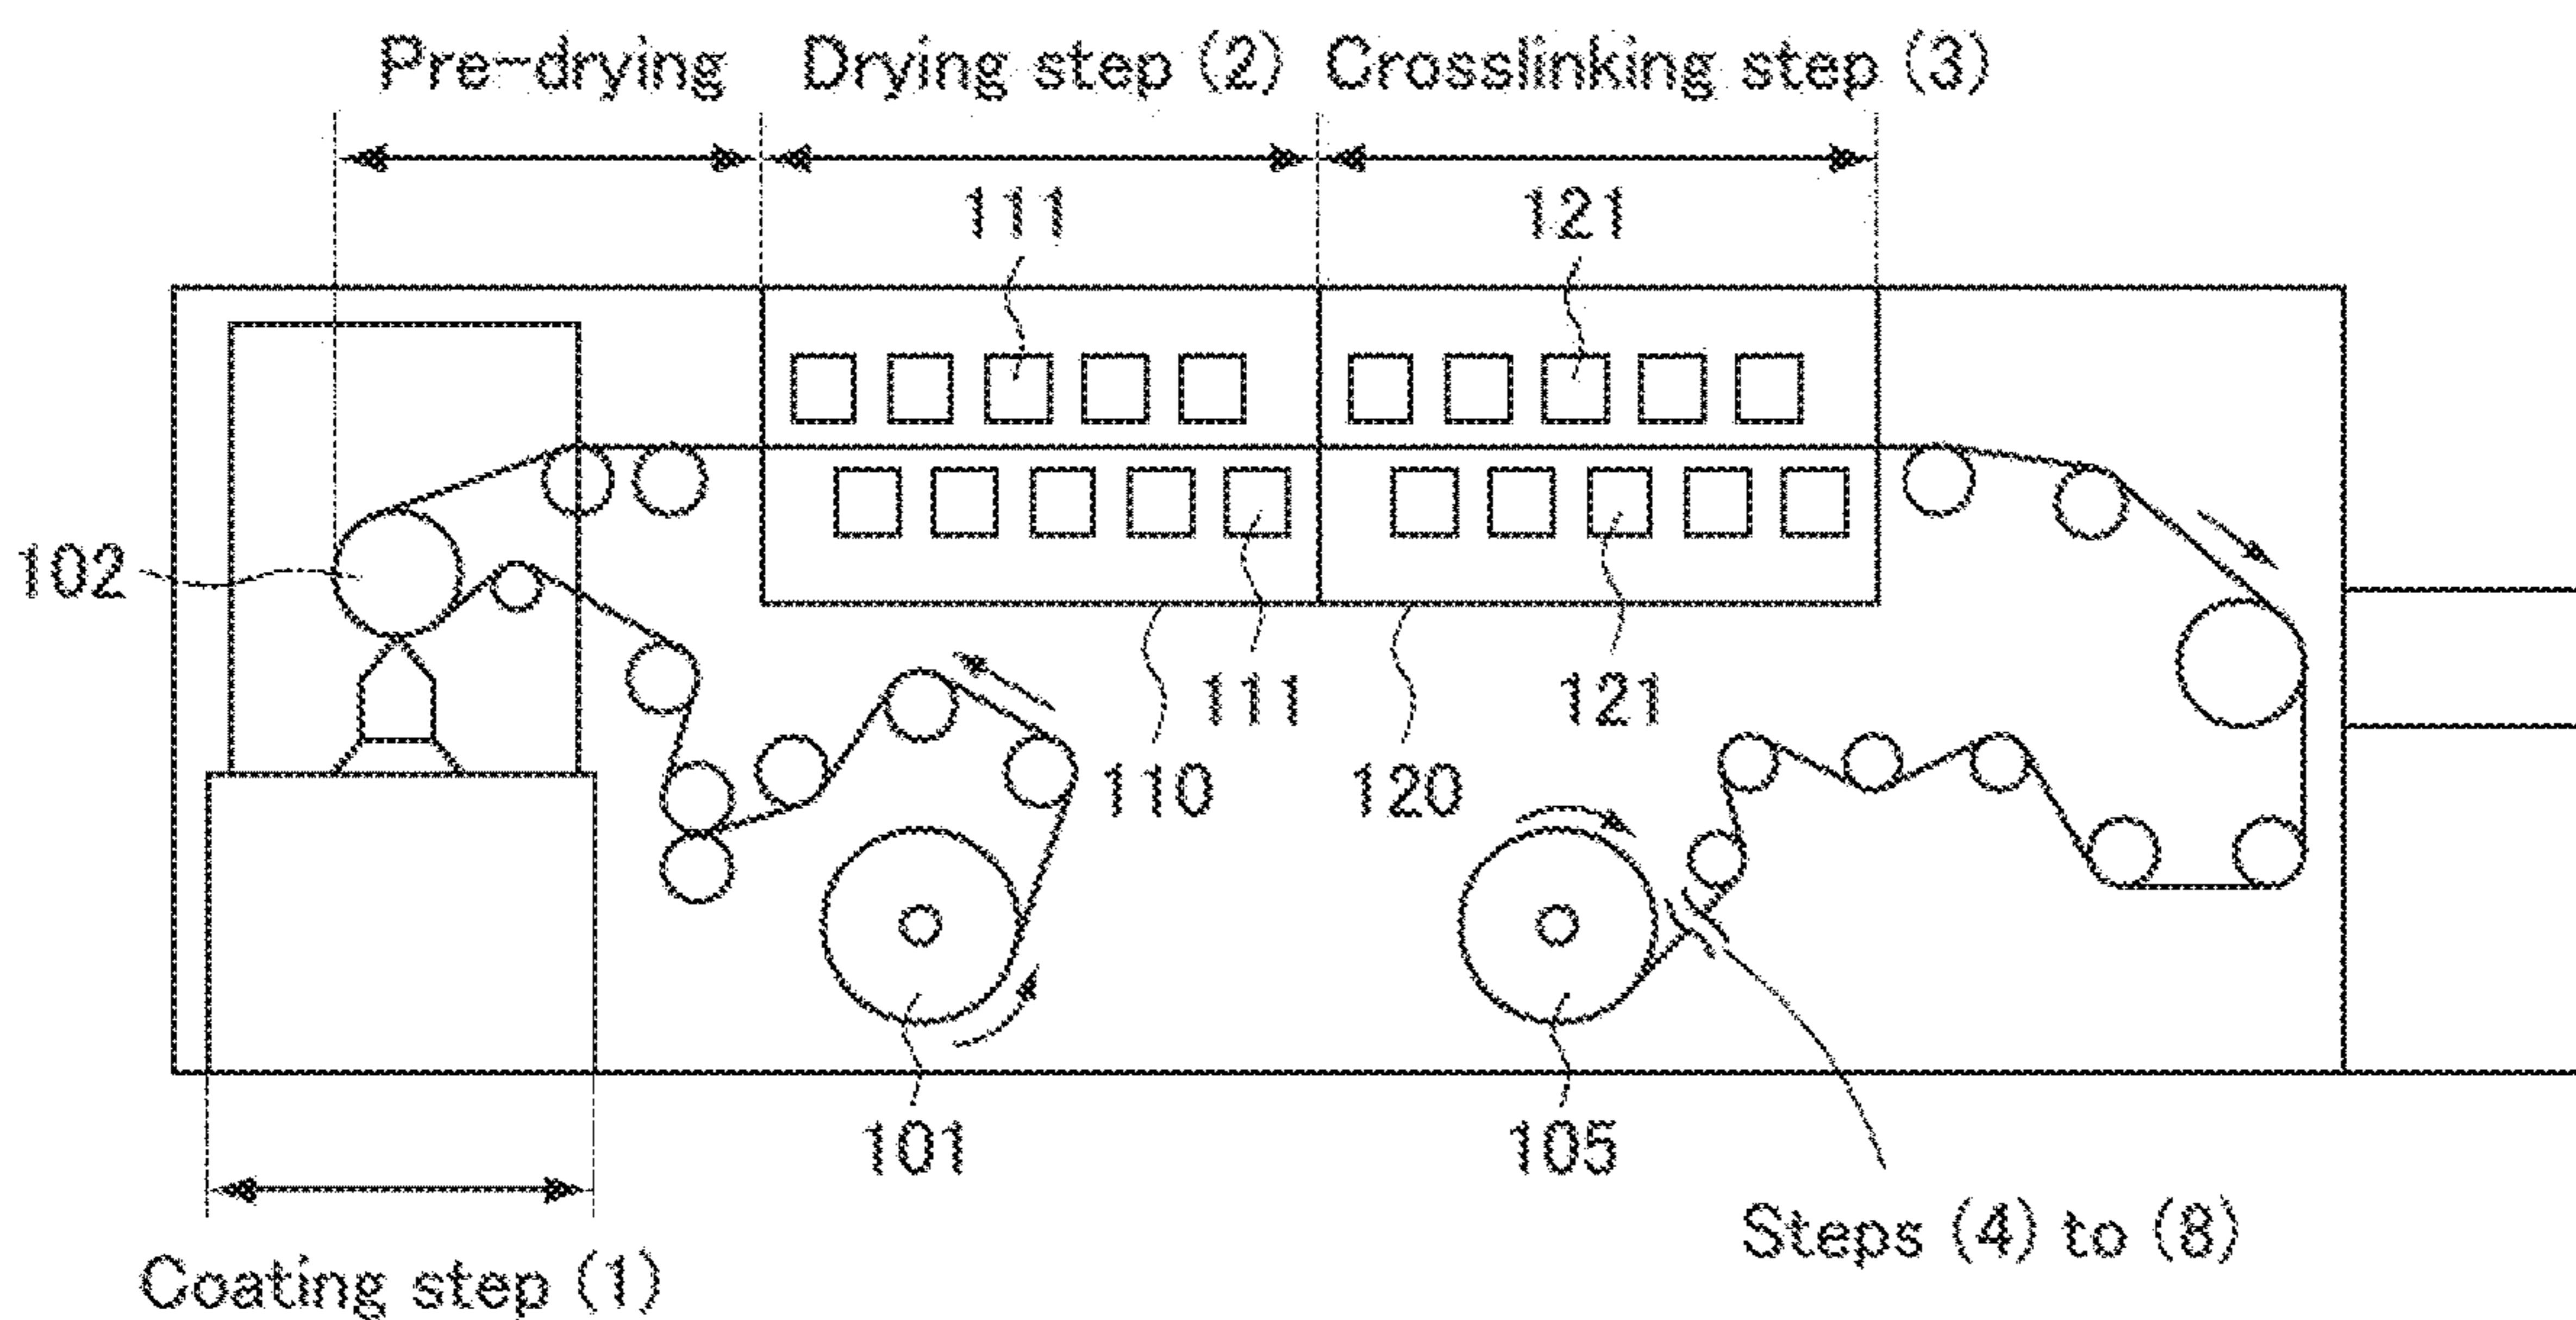 Pre-drying Drying step (2) Crosslinking step (3)
111 121
102
111 121
110 120
101 105
Steps (4) to (8)
Coating step (1)